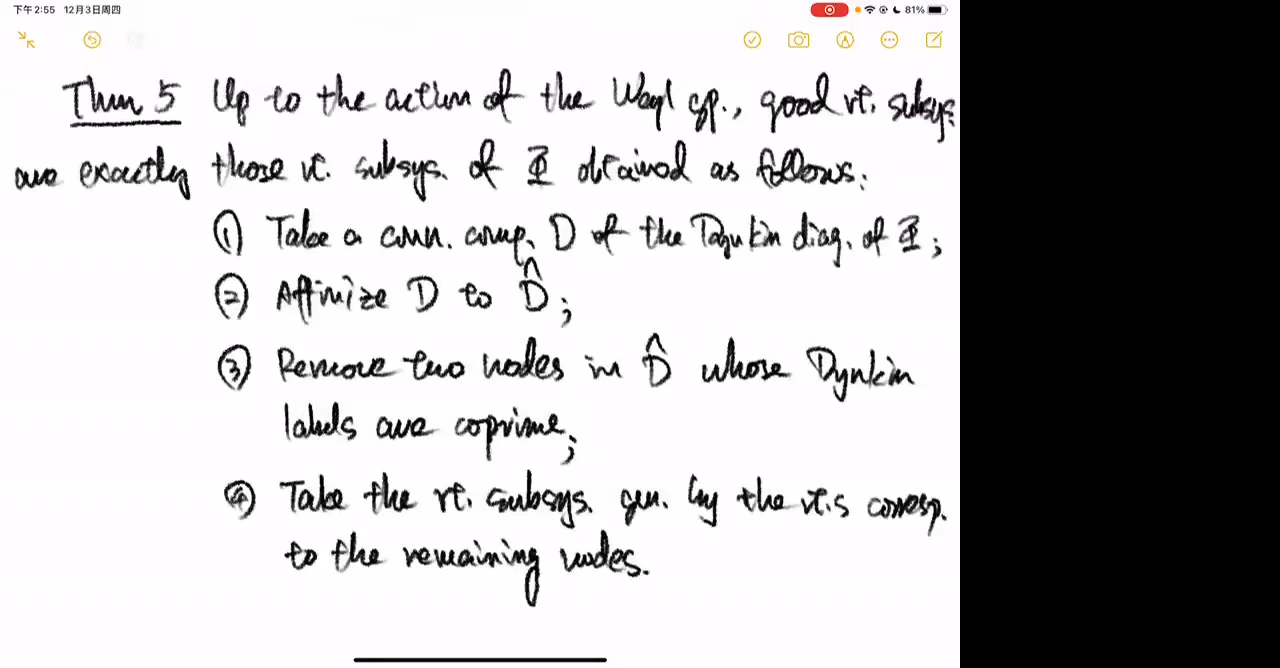 下午2:55 12月3日周四
81%
Thm 5 Up to the action of the Weyl gp., good rt. subsys.
are exactly those rt. subsys. of Φ obtained as follows:
① Take a conn. comp. D of the Dynkin diag. of Φ;
② Affinize D to D̂;
③ Remove two nodes in D̂ whose Dynkin
labels are coprime;
④ Take the rt. subsys. gen. by the rt.s corresp.
to the remaining nodes.